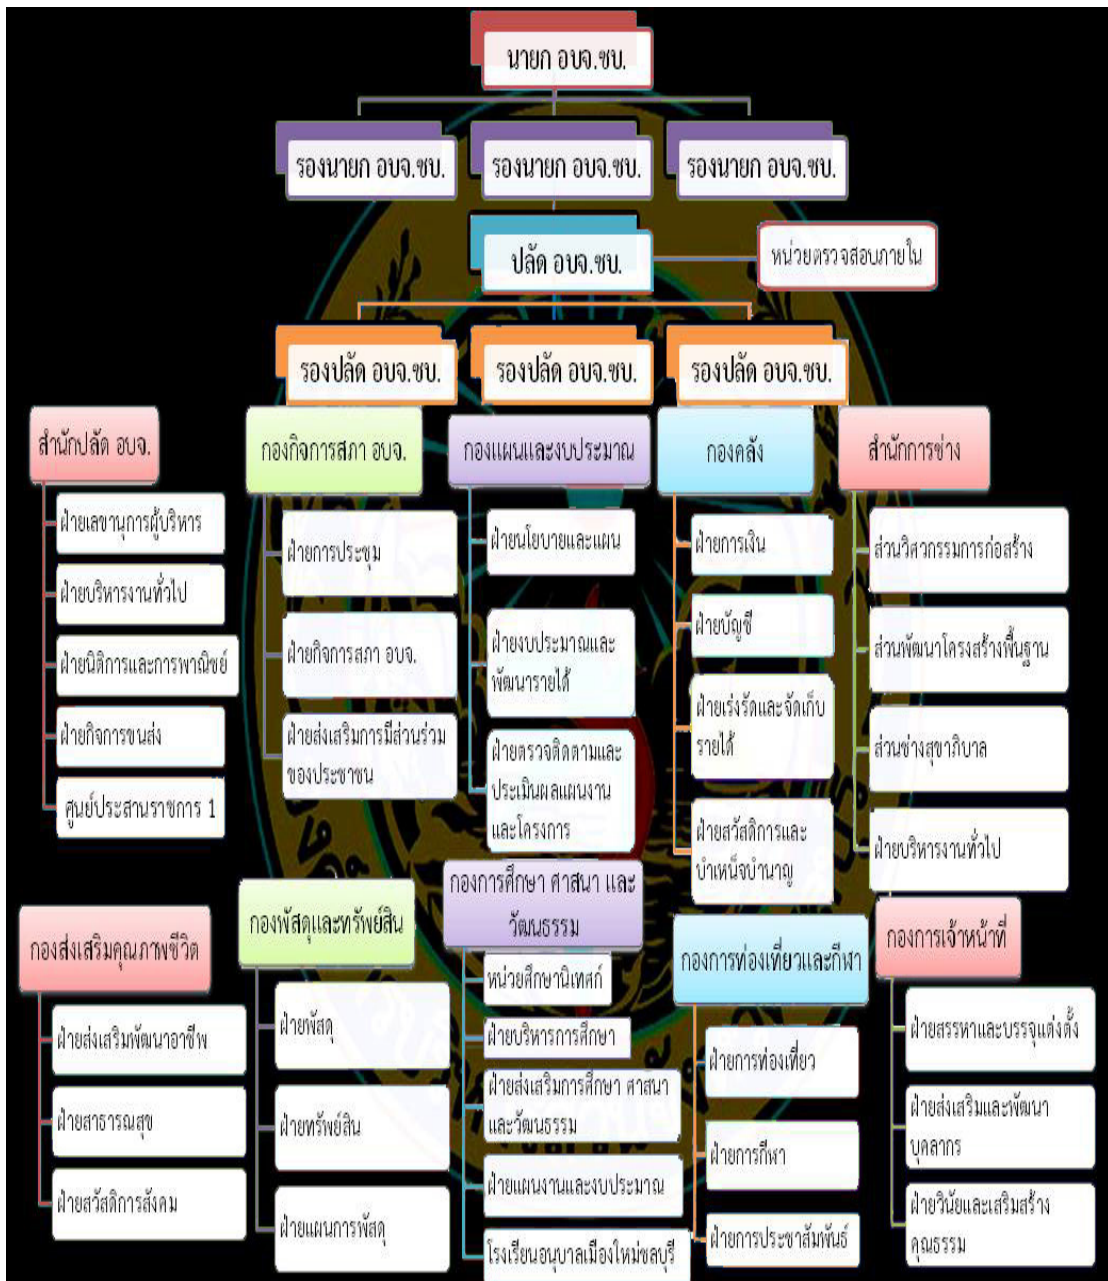 นายก อบจ.ชบ.
รองนายก อบจ.ชบ.
รองนายก อบจ.ชบ.
รองนายก อบจ.ชบ.
ปลัด อบจ.ชบ.
หน่วยตรวจสอบภายใน
รองปลัด อบจ.ชบ.
รองปลัด อบจ.ชบ.
รองปลัด อบจ.ชบ.
สำนักปลัด อบจ.
ฝ่ายเลขานุการผู้บริหาร
ฝ่ายบริหารงานทั่วไป
ฝ่ายนิติการและการพาณิชย์
ฝ่ายกิจการขนส่ง
ศูนย์ประสานราชการ 1
กองกิจการสภา อบจ.
ฝ่ายการประชุม
ฝ่ายกิจการสภา อบจ.
ฝ่ายส่งเสริมการมีส่วนร่วม
ของประชาชน
กองแผนและงบประมาณ
ฝ่ายนโยบายและแผน
ฝ่ายงบประมาณและ
พัฒนารายได้
ฝ่ายตรวจติดตามและ
ประเมินผลแผนงาน
และโครงการ
กองคลัง
ฝ่ายการเงิน
ฝ่ายบัญชี
ฝ่ายเร่งรัดและจัดเก็บ
รายได้
ฝ่ายสวัสดิการและ
บำเหน็จบำนาญ
สำนักการช่าง
ส่วนวิศวกรรมการก่อสร้าง
ส่วนพัฒนาโครงสร้างพื้นฐาน
ส่วนช่างสุขาภิบาล
ฝ่ายบริหารงานทั่วไป
กองส่งเสริมคุณภาพชีวิต
ฝ่ายส่งเสริมพัฒนาอาชีพ
ฝ่ายสาธารณสุข
ฝ่ายสวัสดิการสังคม
กองพัสดุและทรัพย์สิน
ฝ่ายพัสดุ
ฝ่ายทรัพย์สิน
ฝ่ายแผนการพัสดุ
กองการศึกษา ศาสนา และ
วัฒนธรรม
หน่วยศึกษานิเทศก์
ฝ่ายบริหารการศึกษา
ฝ่ายส่งเสริมการศึกษา ศาสนา
และวัฒนธรรม
ฝ่ายแผนงานและงบประมาณ
โรงเรียนอนุบาลเมืองใหม่ชลบุรี
กองการท่องเที่ยวและกีฬา
ฝ่ายการท่องเที่ยว
ฝ่ายการกีฬา
ฝ่ายการประชาสัมพันธ์
กองการเจ้าหน้าที่
ฝ่ายสรรหาและบรรจุแต่งตั้ง
ฝ่ายส่งเสริมและพัฒนา
บุคลากร
ฝ่ายวินัยและเสริมสร้าง
คุณธรรม